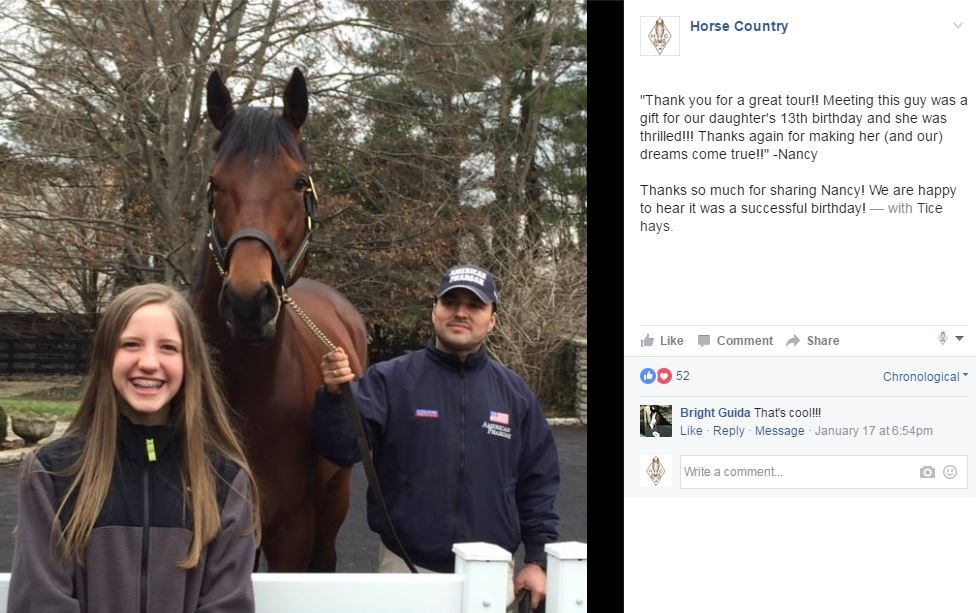 Horse Country
"Thank you for a great tour!! Meeting this guy was a
gift for our daughter's 13th birthday and she was
thrilled!!! Thanks again for making her (and our)
dreams come true!!" -Nancy
Thanks so much for sharing Nancy! We are happy
to hear it was a successful birthday! — with Tice
hays.
Like Comment Share
52 Chronological
Bright Guida That's cool!!!
Like · Reply · Message · January 17 at 6:54pm
Write a comment...
AMERICAN
PHAROAH
AMERICAN
PHAROAH